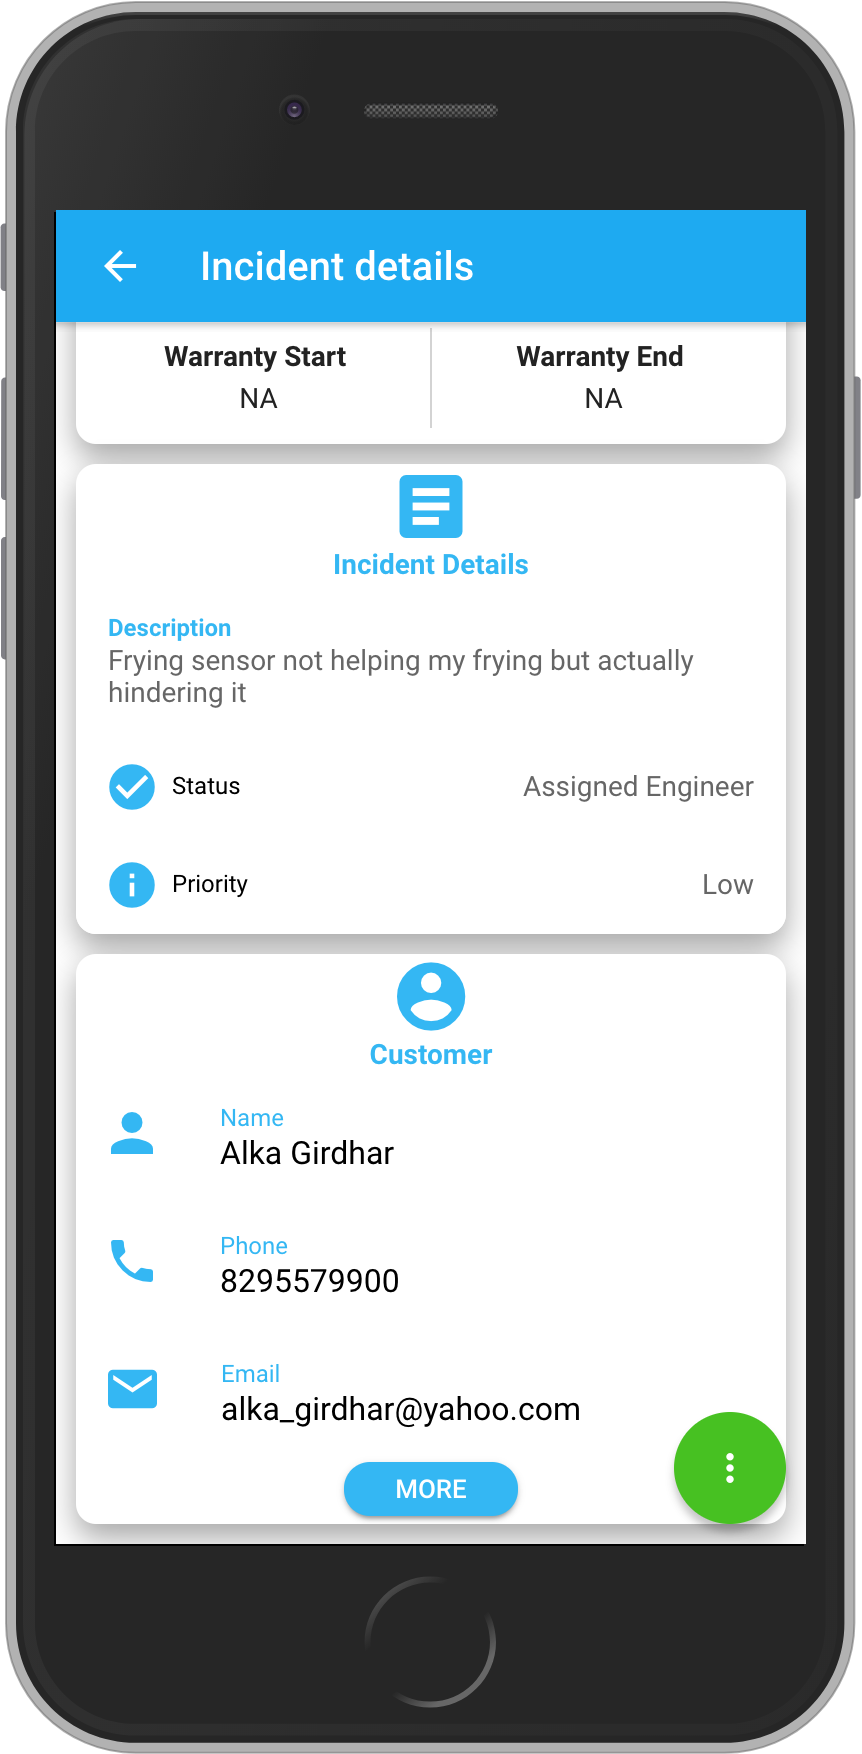 Incident details
Warranty Start
Warranty End
NA
NA
Incident Details
Description
Frying sensor not helping my frying but actually
hindering it
Status
Assigned Engineer
Priority
Low
Customer
Name
Alka Girdhar
Phone
8295579900
Email
alka_girdhar@yahoo.com
MORE